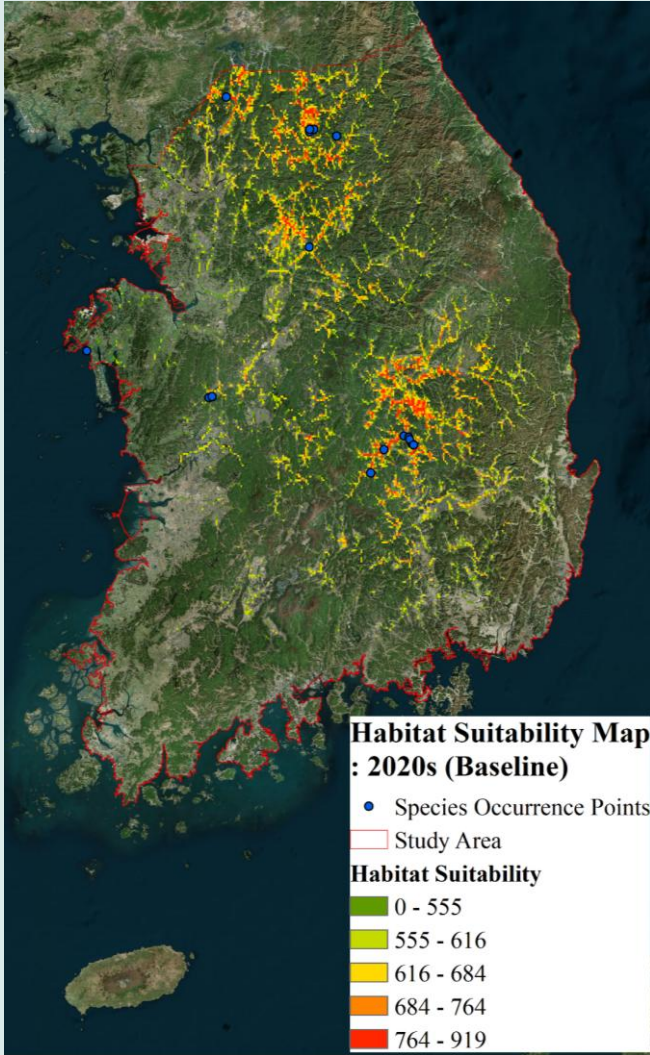 Habitat Suitability Map
: 2020s (Baseline)
Species Occurrence Points
Study Area
Habitat Suitability
0 - 555
555 - 616
616 - 684
684 - 764
764 - 919